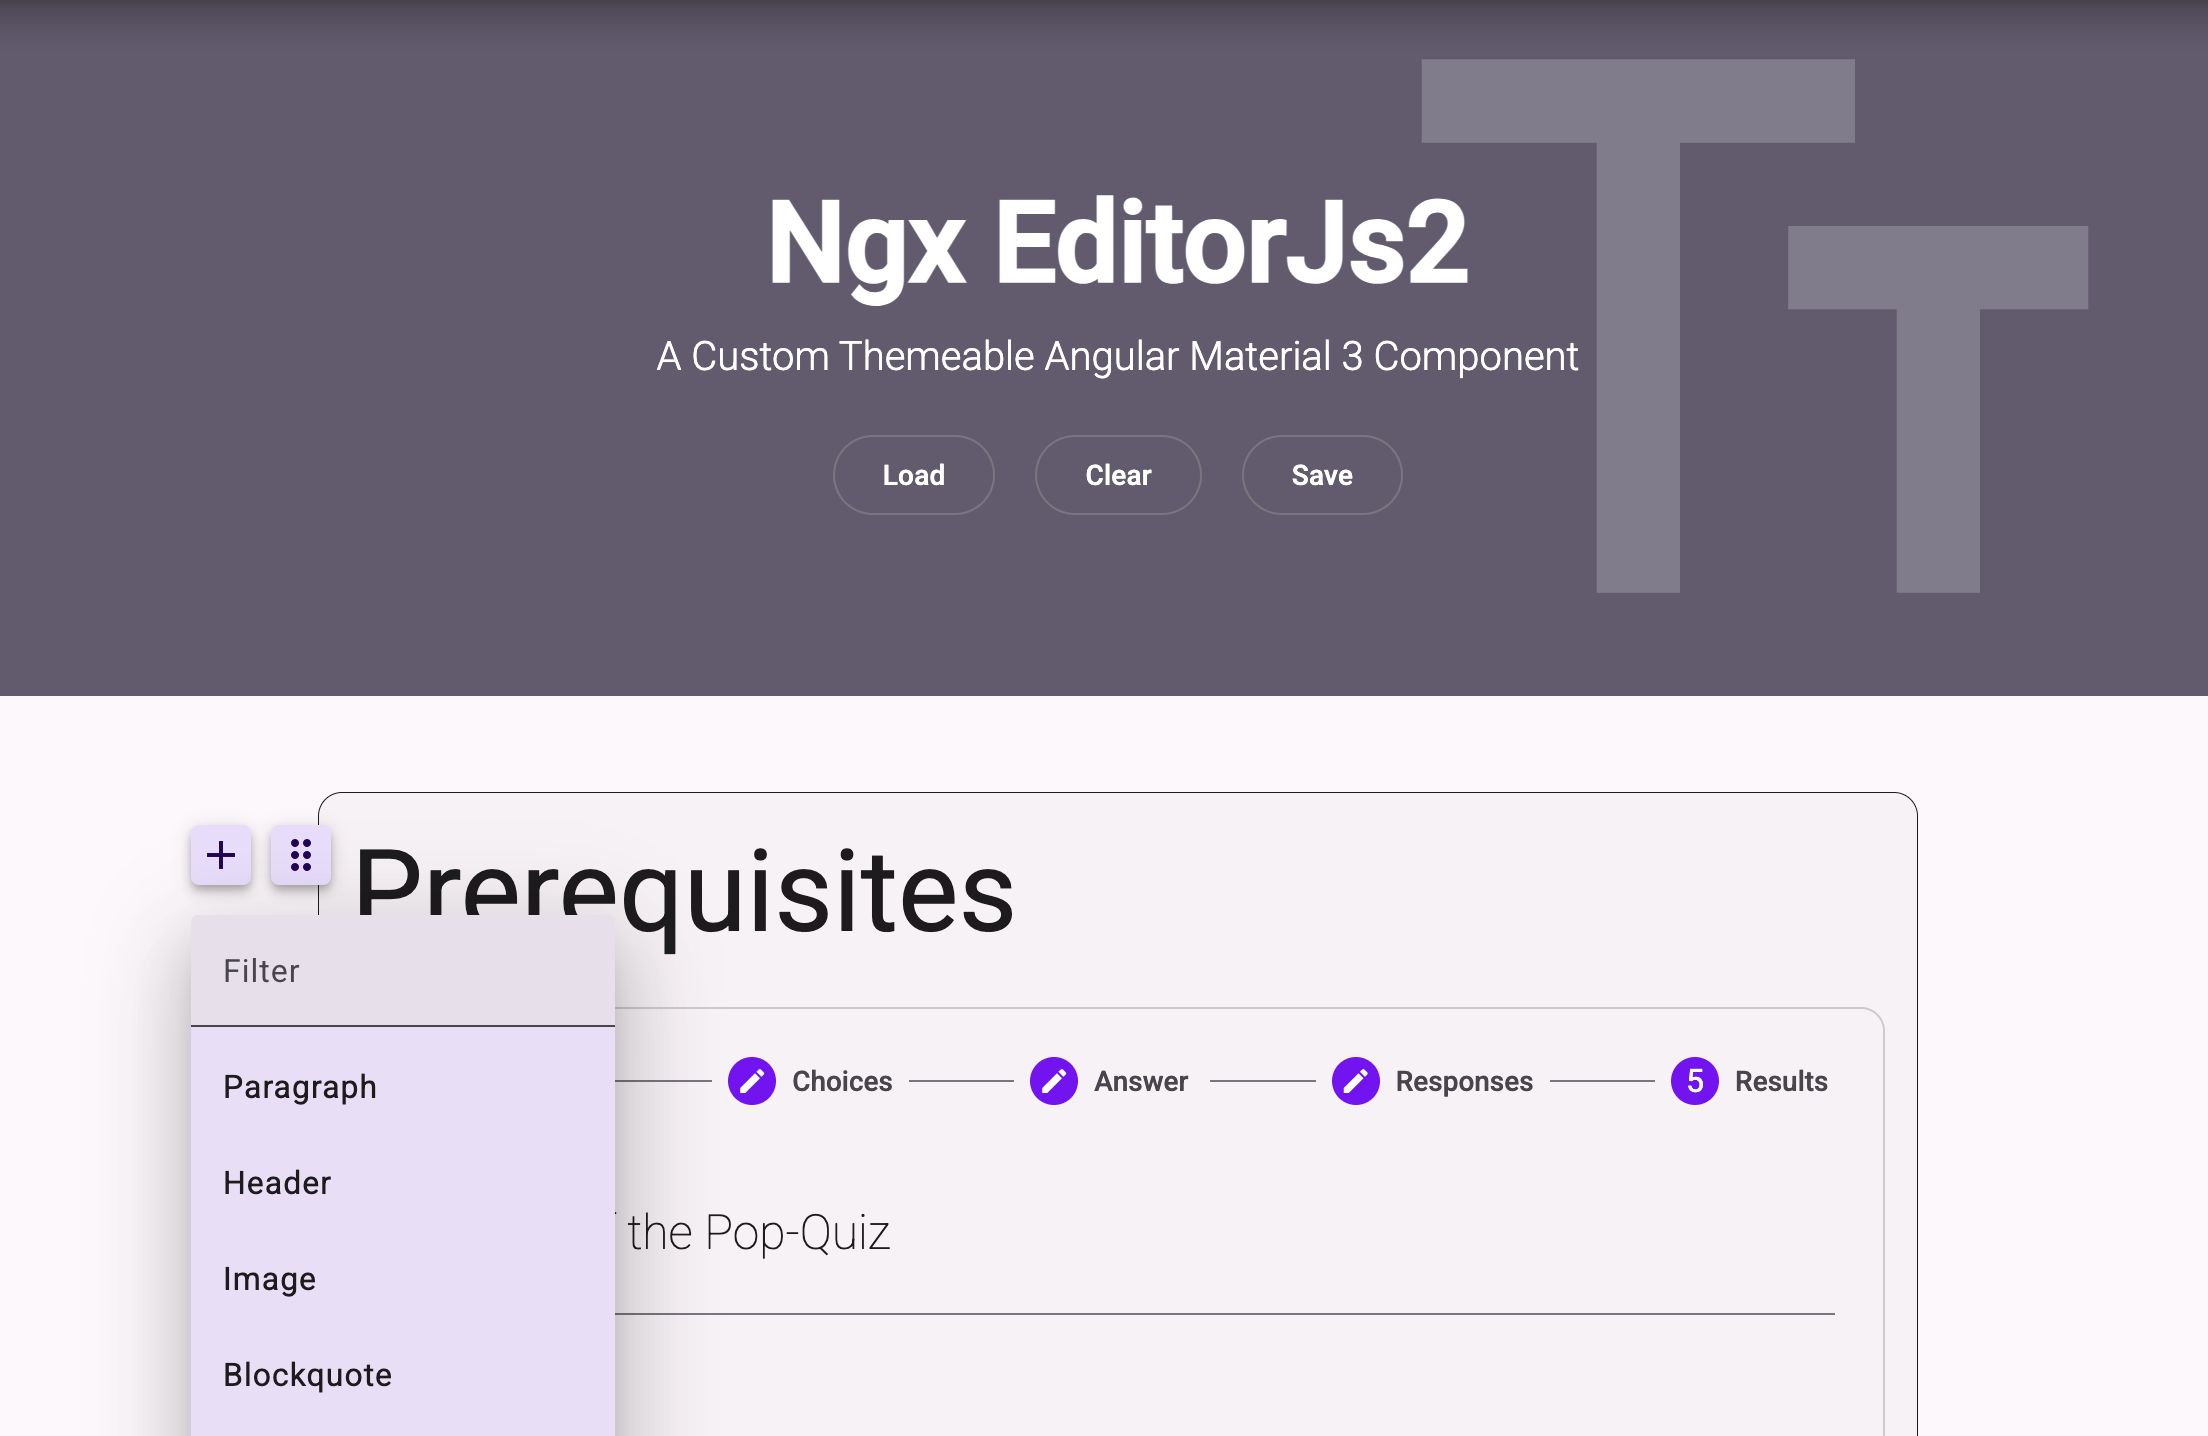 Ngx EditorJs2
A Custom Themeable Angular Material 3 Component
Load Clear Save
Prerequisites
Filter
Choices Answer Responses 5 Results
Paragraph
Header
the Pop-Quiz
Image
Blockquote